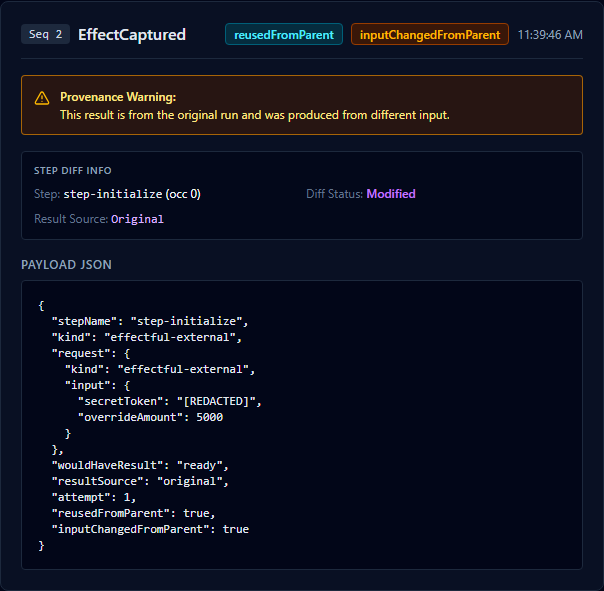 Seq 2 EffectCaptured reusedFromParent inputChangedFromParent 11:39:46 AM
Provenance Warning:
This result is from the original run and was produced from different input.
STEP DIFF INFO
Step: step-initialize (occ 0) Diff Status: Modified
Result Source: Original
PAYLOAD JSON
{
  "stepName": "step-initialize",
  "kind": "effectful-external",
  "request": {
    "kind": "effectful-external",
    "input": {
      "secretToken": "[REDACTED]",
      "overrideAmount": 5000
    }
  },
  "wouldHaveResult": "ready",
  "resultSource": "original",
  "attempt": 1,
  "reusedFromParent": true,
  "inputChangedFromParent": true
}